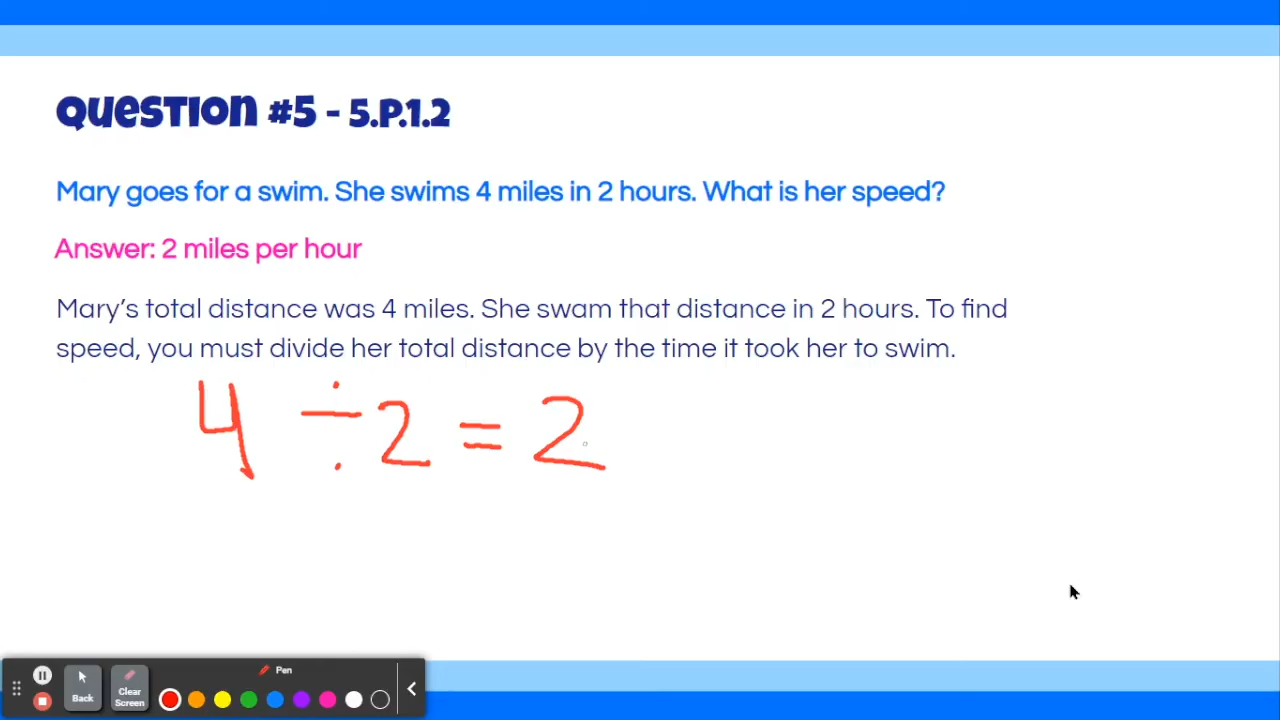 Question #5 - 5.P.1.2
Mary goes for a swim. She swims 4 miles in 2 hours. What is her speed?
Answer: 2 miles per hour
Mary’s total distance was 4 miles. She swam that distance in 2 hours. To find
speed, you must divide her total distance by the time it took her to swim.
4 ÷ 2 = 2
Pen
Back
Clear
Screen